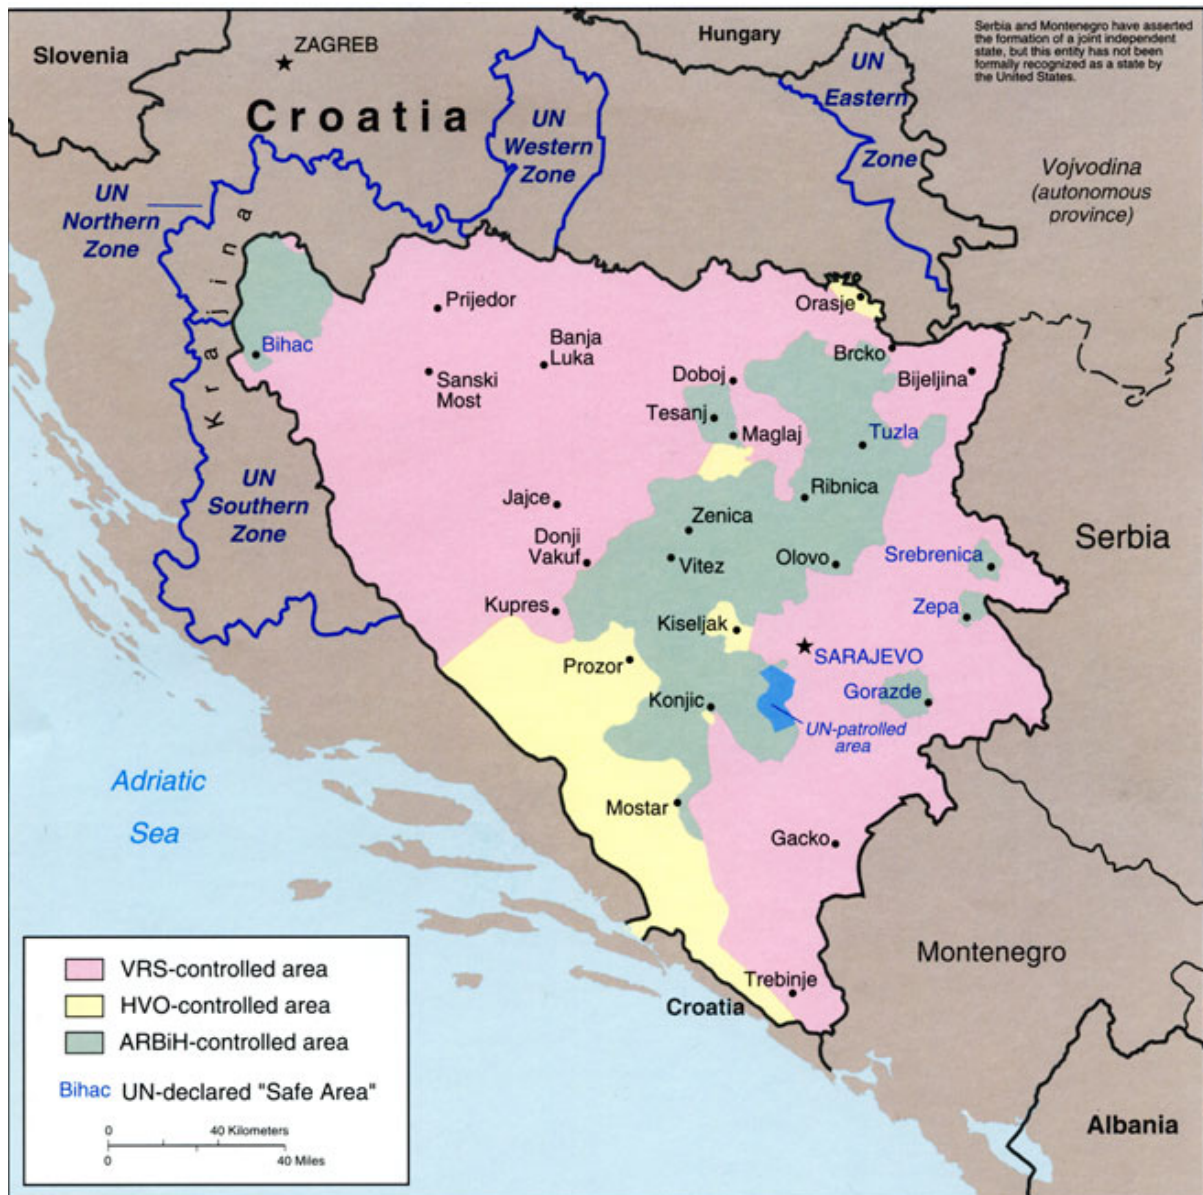 Serbia and Montenegro have asserted
the formation of a joint independent
state, but this entity has not been
formally recognized as a state by
the United States.
Slovenia
ZAGREB
Hungary
Croatia
UN
Eastern
Zone
UN
Western
Zone
Vojvodina
(autonomous
province)
UN
Northern
Zone
Krajina
Prijedor
Orasje
Bihac
Banja
Luka
Brcko
Bijeljina
Sanski
Most
Doboj
Tesanj
Maglaj
Tuzla
UN
Southern
Zone
Jajce
Ribnica
Zenica
Donji
Vakuf
Vitez
Olovo
Srebrenica
Serbia
Kupres
Kiseljak
Zepa
Prozor
SARAJEVO
Konjic
Gorazde
UN-patrolled
area
Adriatic
Sea
Mostar
Gacko
Montenegro
Trebinje
Croatia
Albania
VRS-controlled area
HVO-controlled area
ARBiH-controlled area
Bihac UN-declared "Safe Area"
0 40 Kilometers
0 40 Miles